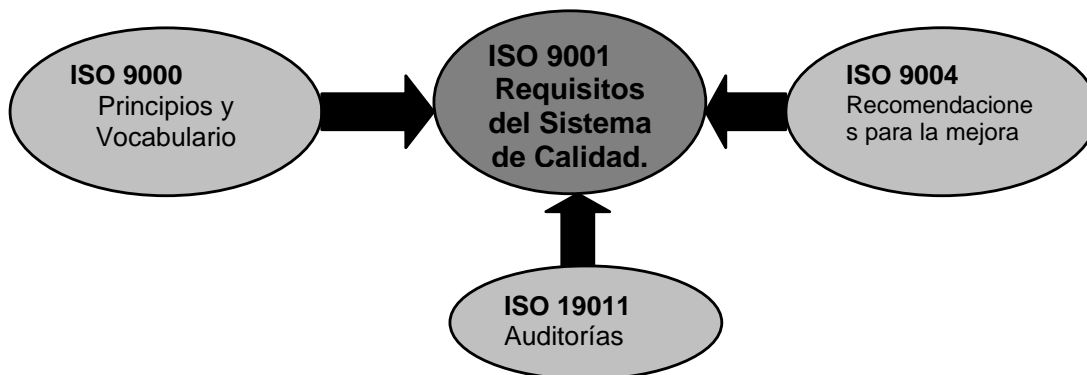 ISO 9000
Principios y
Vocabulario
ISO 9001
Requisitos
del Sistema
de Calidad.
ISO 9004
Recomendacione
s para la mejora
ISO 19011
Auditorías